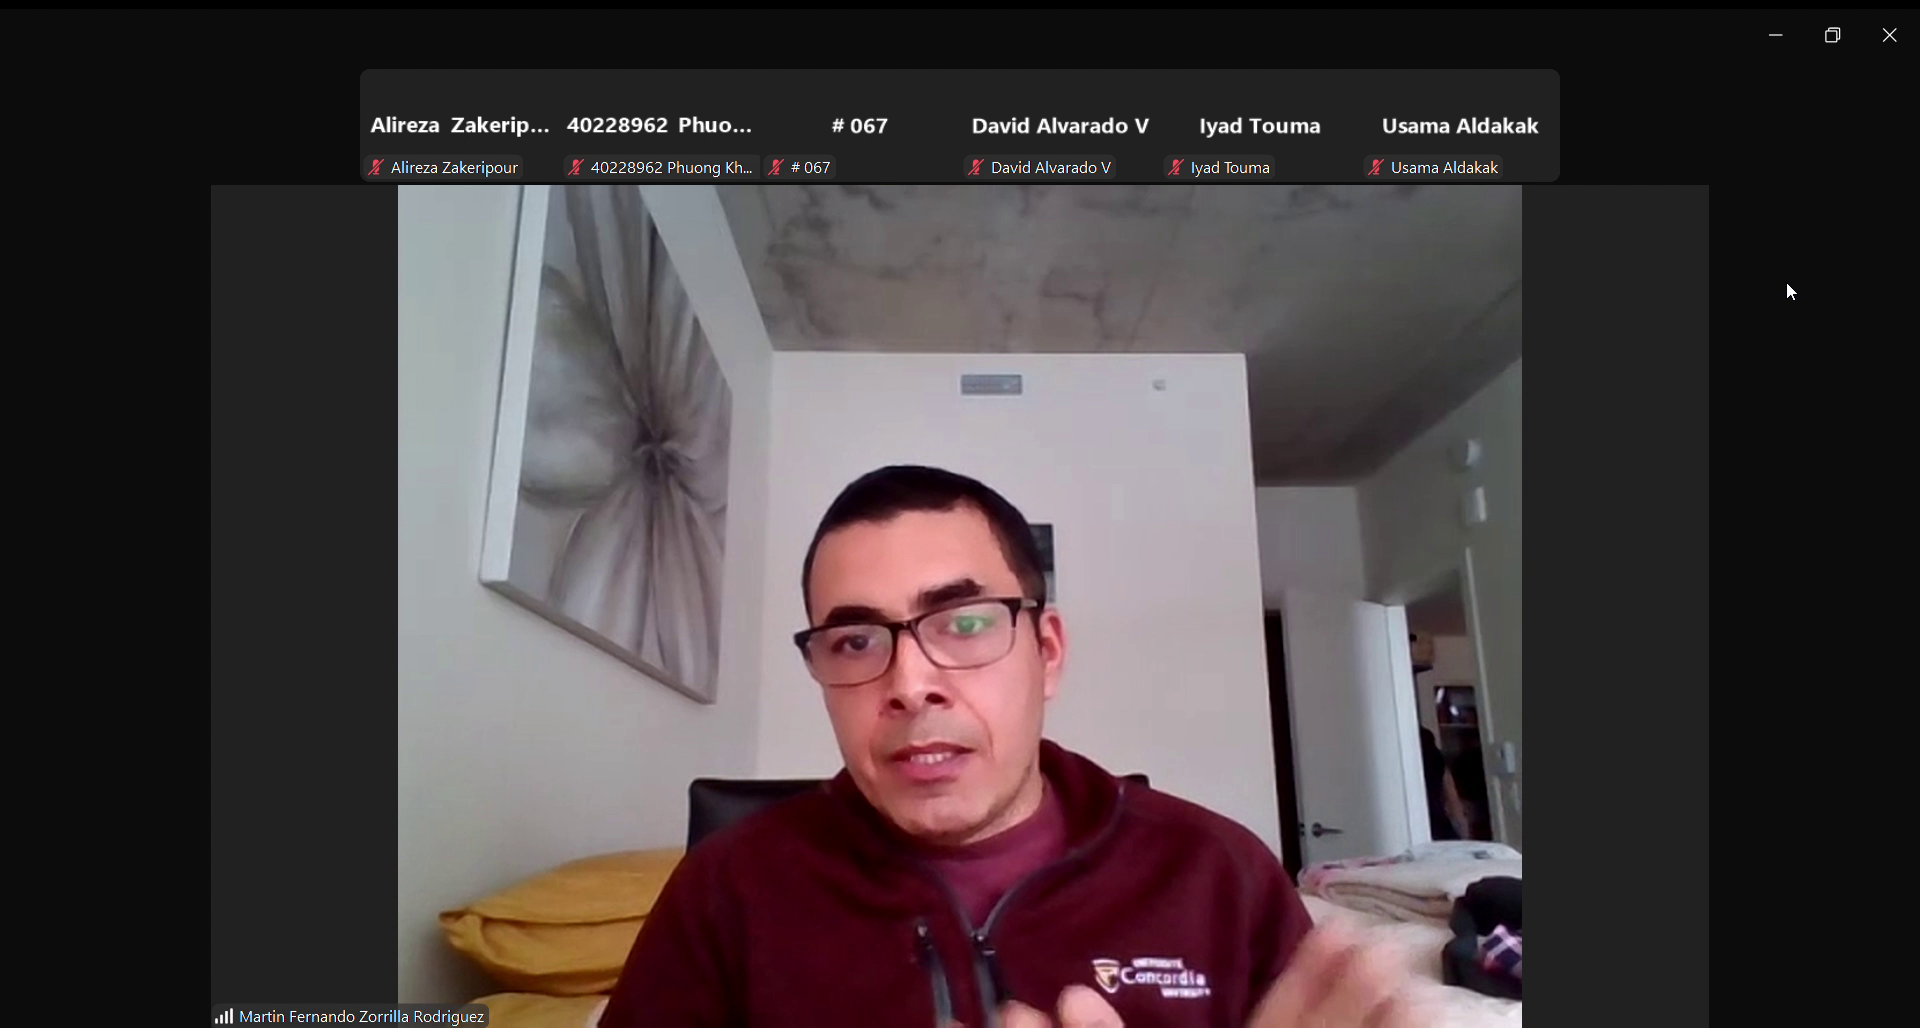 Alireza Zakerip...
40228962 Phuo...
# 067
David Alvarado V
Iyad Touma
Usama Aldakak
Alireza Zakeripour
40228962 Phuong Kh...
# 067
David Alvarado V
Iyad Touma
Usama Aldakak
Concordia
Martin Fernando Zorrilla Rodriguez